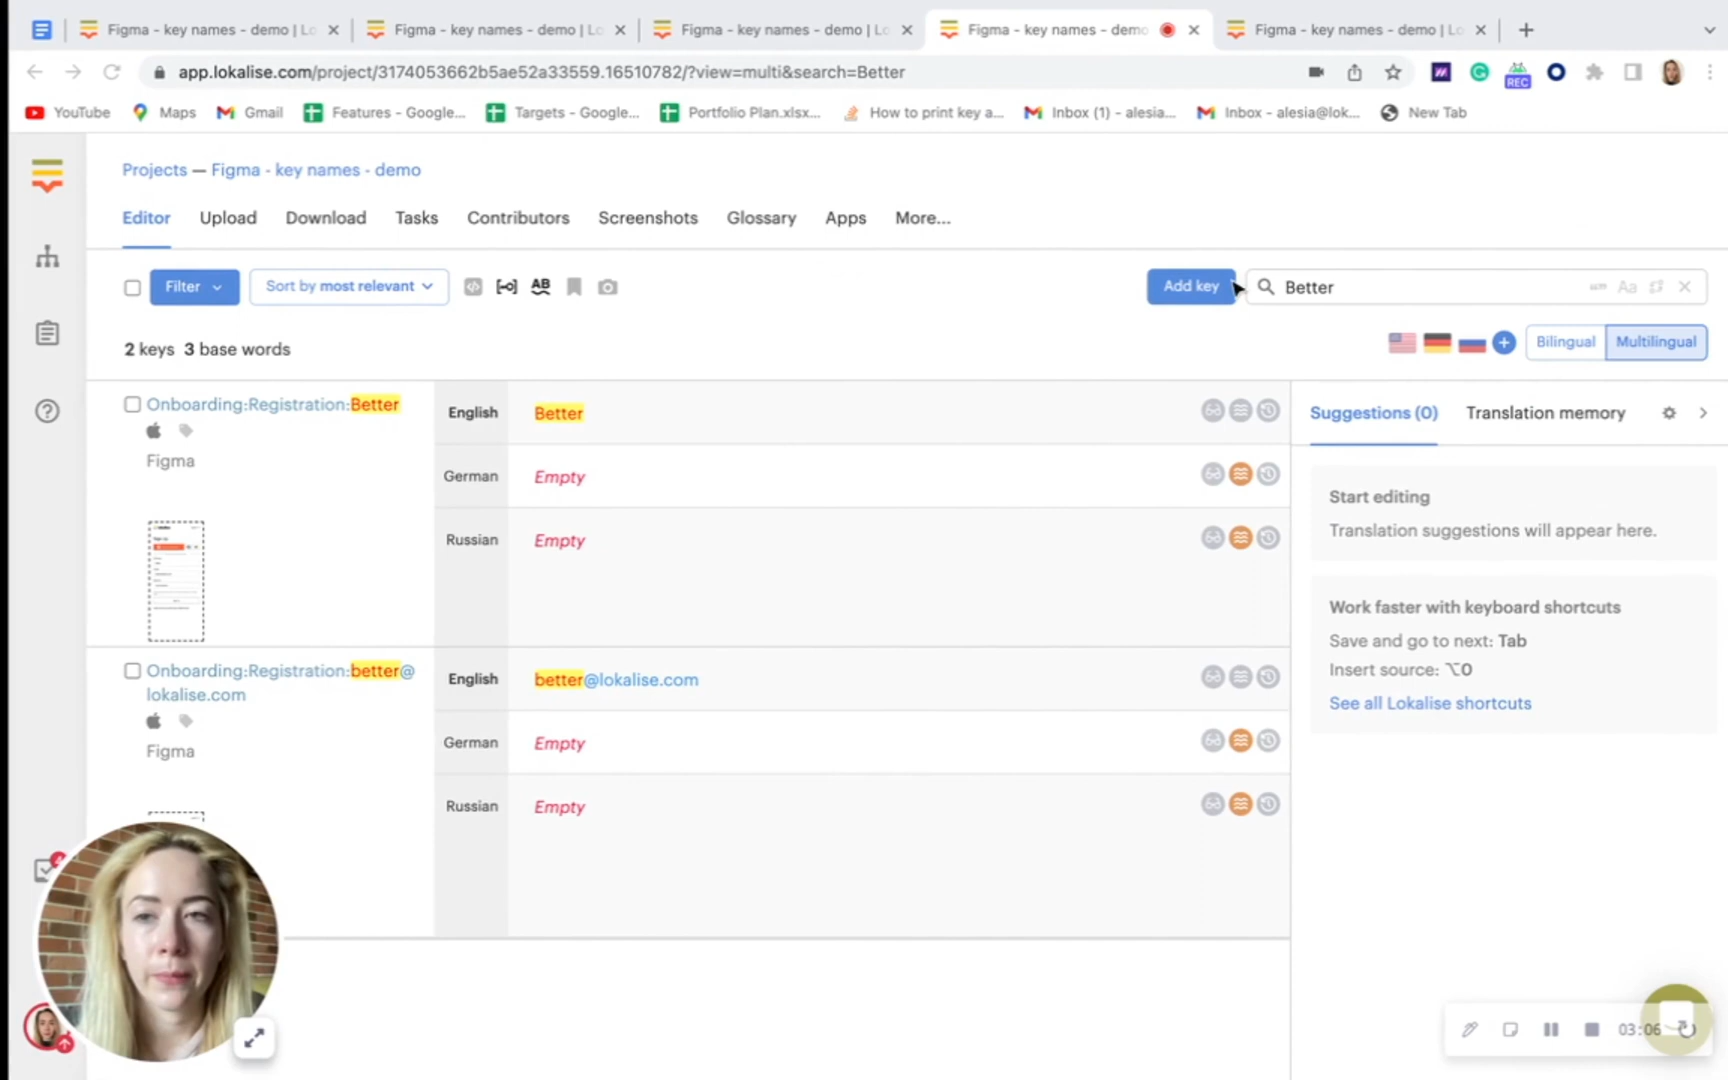 Figma - key names - demo | Lo
Figma - key names - demo | Lo
Figma - key names - demo | Lo
Figma - key names - demo
Figma - key names - demo | Lo
app.lokalise.com/project/3174053662b5ae52a33559.16510782/?view=multi&search=Better
REC
YouTube
Maps
Gmail
Features - Google...
Targets - Google...
Portfolio Plan.xlsx...
How to print key a...
Inbox (1) - alesia...
Inbox - alesia@lok...
New Tab
Projects — Figma - key names - demo
Editor
Upload
Download
Tasks
Contributors
Screenshots
Glossary
Apps
More...
Filter
Sort by most relevant
AB
Add key
Better
Aa
2 keys 3 base words
Bilingual
Multilingual
Onboarding:Registration:Better
Figma
English
Better
German
Empty
Russian
Empty
Onboarding:Registration:better@
lokalise.com
Figma
English
better@lokalise.com
German
Empty
Russian
Empty
Suggestions (0)
Translation memory
Start editing
Translation suggestions will appear here.
Work faster with keyboard shortcuts
Save and go to next: Tab
Insert source: ⌥0
See all Lokalise shortcuts
03:06